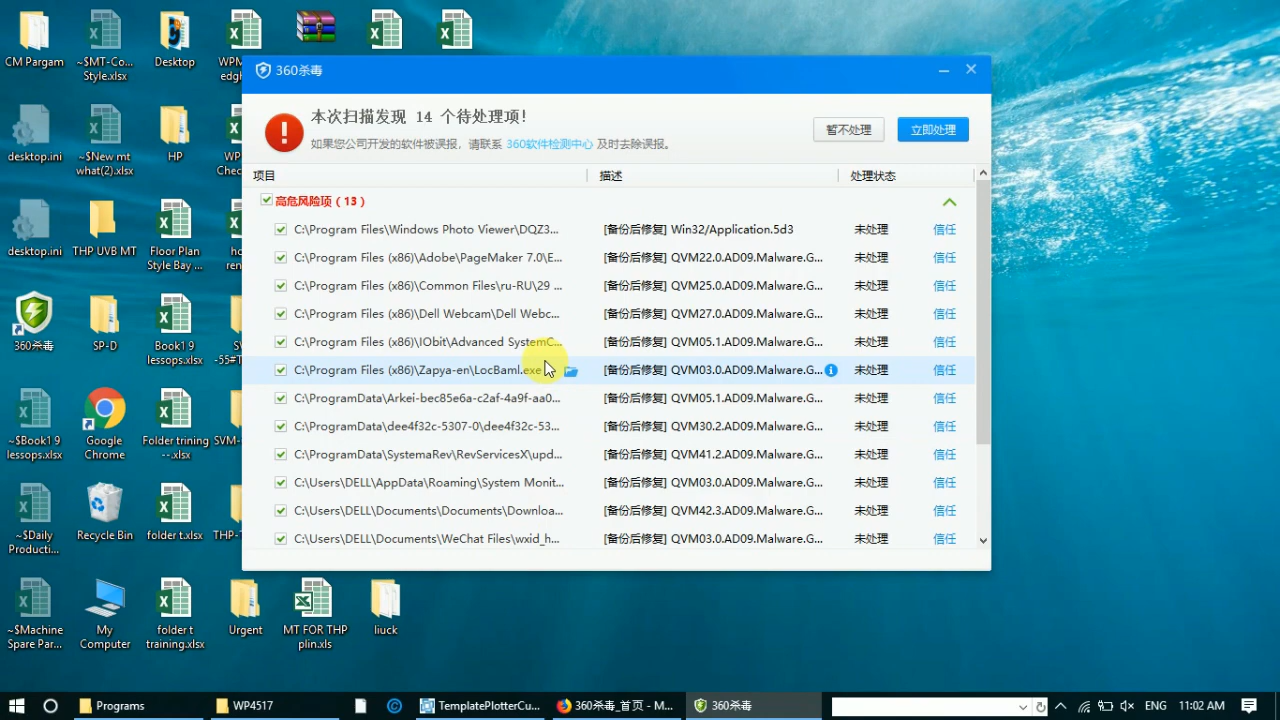 CM Pargam
~$MT-Co...
Style.xlsx
Desktop
desktop.ini
~$New mt
what(2).xlsx
HP
desktop.ini
THP UVB MT
Floor Plan
Style Bay ...
360杀毒
SP-D
Book1 9
lessops.xlsx
~$Book1 9
lessops.xlsx
Google
Chrome
Folder trining
--.xlsx
~$Daily
Producti...
Recycle Bin
folder t.xlsx
~$Machine
Spare Par...
My
Computer
folder t
training.xlsx
Urgent
MT FOR THP
plin.xls
liuck
360杀毒
本次扫描发现 14 个待处理项!
如果您公司开发的软件被误报，请联系 360软件检测中心 及时去除误报。
暂不处理
立即处理
项目 描述 处理状态
高危风险项 ( 13 )
C:\Program Files\Windows Photo Viewer\DQZ3... [备份后修复] Win32/Application.5d3 未处理 信任
C:\Program Files (x86)\Adobe\PageMaker 7.0\E... [备份后修复] QVM22.0.AD09.Malware.G... 未处理 信任
C:\Program Files (x86)\Common Files\ru-RU\29 ... [备份后修复] QVM25.0.AD09.Malware.G... 未处理 信任
C:\Program Files (x86)\Dell Webcam\Dell Webc... [备份后修复] QVM27.0.AD09.Malware.G... 未处理 信任
C:\Program Files (x86)\IObit\Advanced SystemC... [备份后修复] QVM05.1.AD09.Malware.G... 未处理 信任
C:\Program Files (x86)\Zapya-en\LocBaml.exe [备份后修复] QVM03.0.AD09.Malware.G... 未处理 信任
C:\ProgramData\Arkei-bec85e6a-c2af-4a9f-aa0... [备份后修复] QVM05.1.AD09.Malware.G... 未处理 信任
C:\ProgramData\dee4f32c-5307-0\dee4f32c-53... [备份后修复] QVM30.2.AD09.Malware.G... 未处理 信任
C:\ProgramData\SystemaRev\RevServicesX\upd... [备份后修复] QVM41.2.AD09.Malware.G... 未处理 信任
C:\Users\DELL\AppData\Roaming\System Monit... [备份后修复] QVM03.0.AD09.Malware.G... 未处理 信任
C:\Users\DELL\Documents\Documents\Downloa... [备份后修复] QVM42.3.AD09.Malware.G... 未处理 信任
C:\Users\DELL\Documents\WeChat Files\wxid_h... [备份后修复] QVM03.0.AD09.Malware.G... 未处理 信任
Programs
WP4517
TemplatePlotterCu...
360杀毒_首页 - M...
360杀毒
ENG
11:02 AM